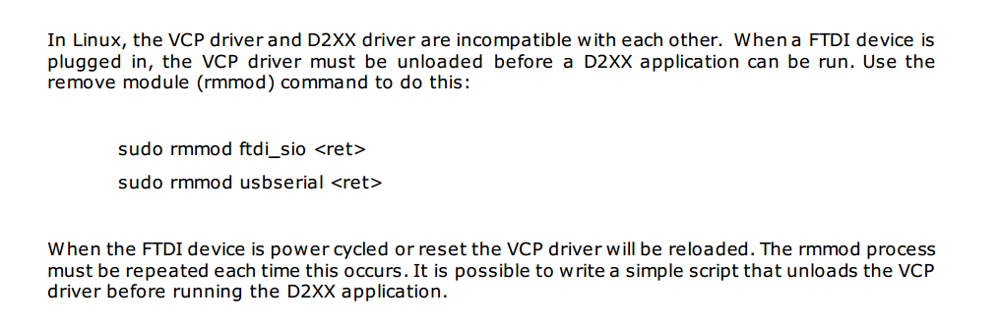 In Linux, the VCP driver and D2XX driver are incompatible with each other. When a FTDI device is
plugged in, the VCP driver must be unloaded before a D2XX application can be run. Use the
remove module (rmmod) command to do this:
sudo rmmod ftdi_sio <ret>
sudo rmmod usbserial <ret>
When the FTDI device is power cycled or reset the VCP driver will be reloaded. The rmmod process
must be repeated each time this occurs. It is possible to write a simple script that unloads the VCP
driver before running the D2XX application.